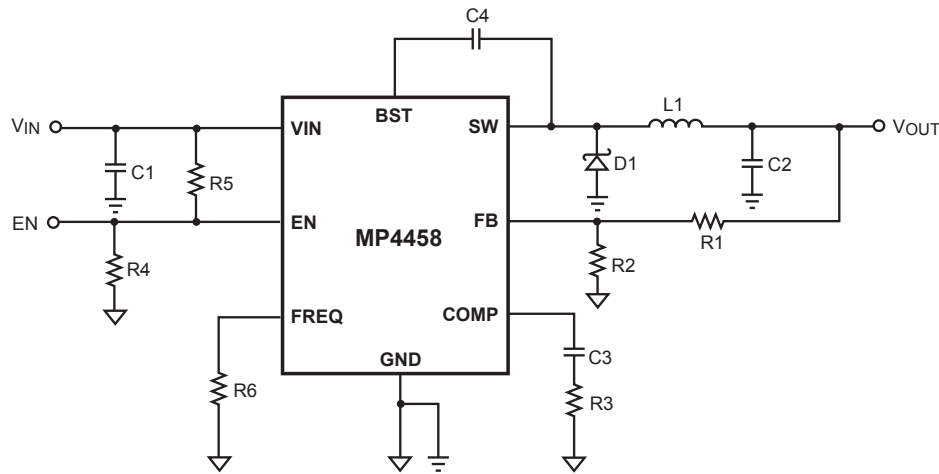 C4
BST
L1
VIN
VIN
SW
VOUT
C1
R5
D1
C2
EN
EN
FB
MP4458
R1
R4
R2
FREQ
COMP
GND
C3
R6
R3